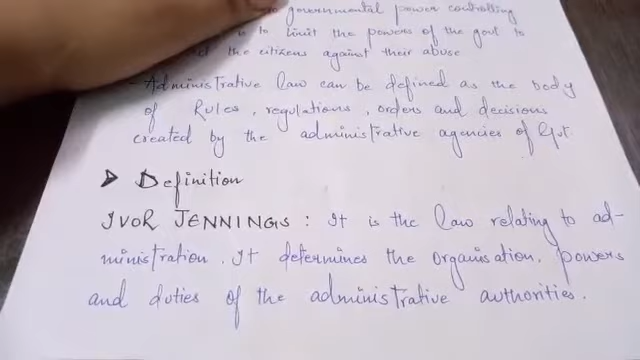 governmental power controlling
is to limit the powers of the govt to
the citizens against their abuse
- Administrative law can be defined as the body
of Rules, regulations, orders and decisions
created by the administrative agencies of Gvt
➤ Definition
IVOR JENNINGS : It is the law relating to ad-
ministration. It determines the organisation, powers
and duties of the administrative authorities.